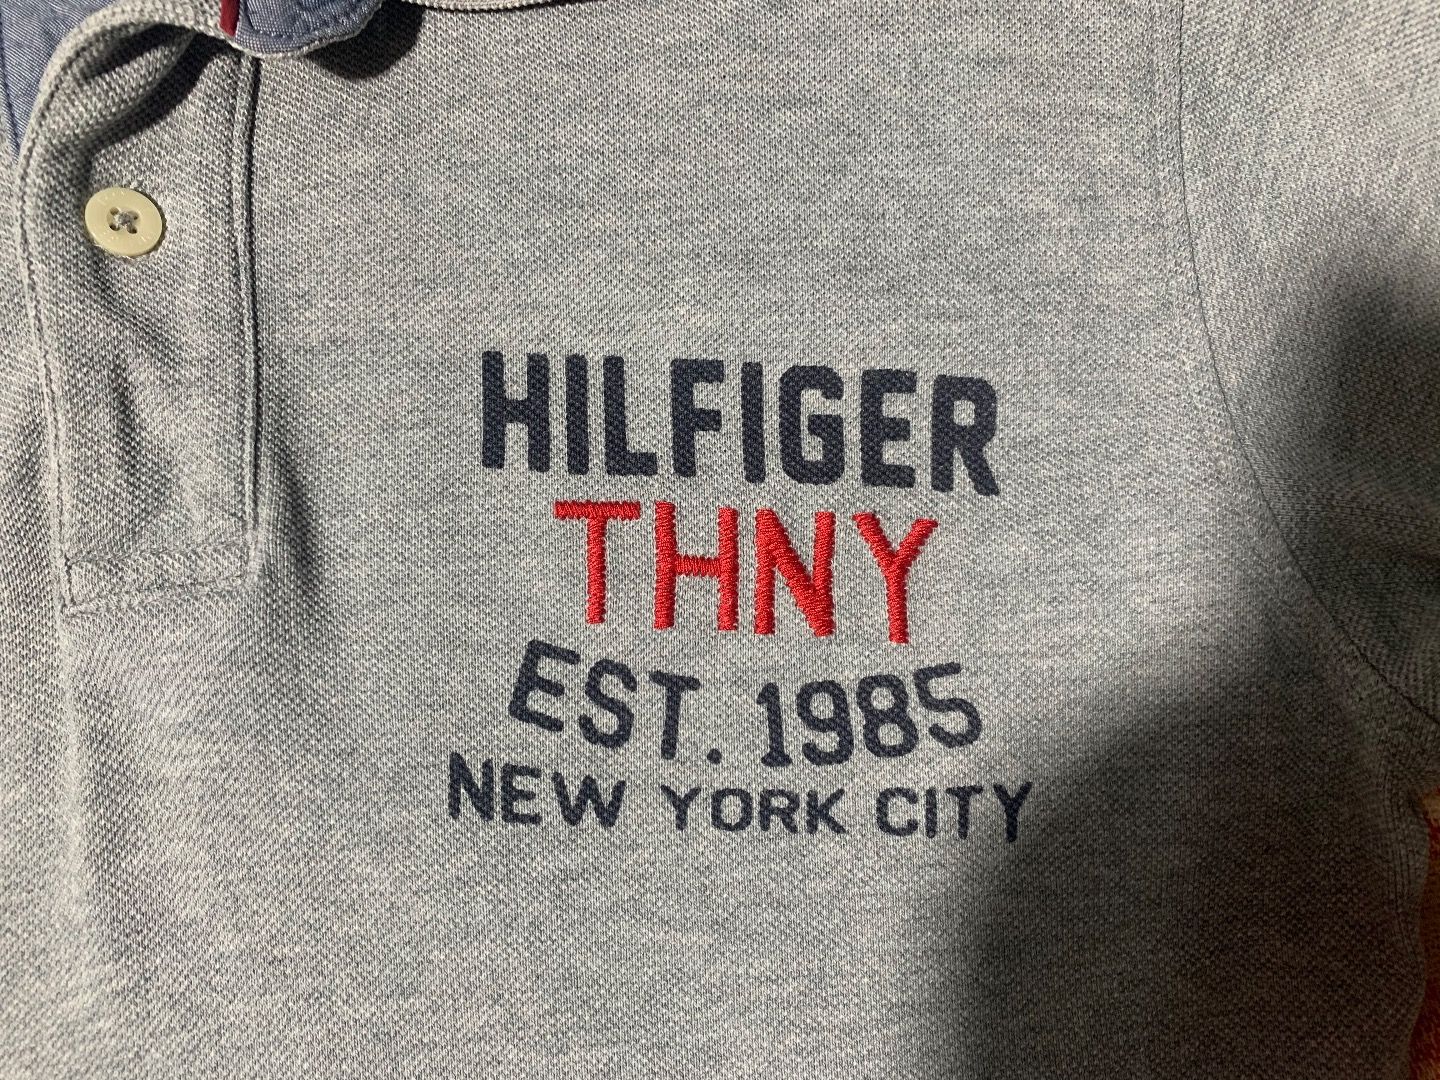 HILFIGER
THNY
EST. 1985
NEW YORK CITY